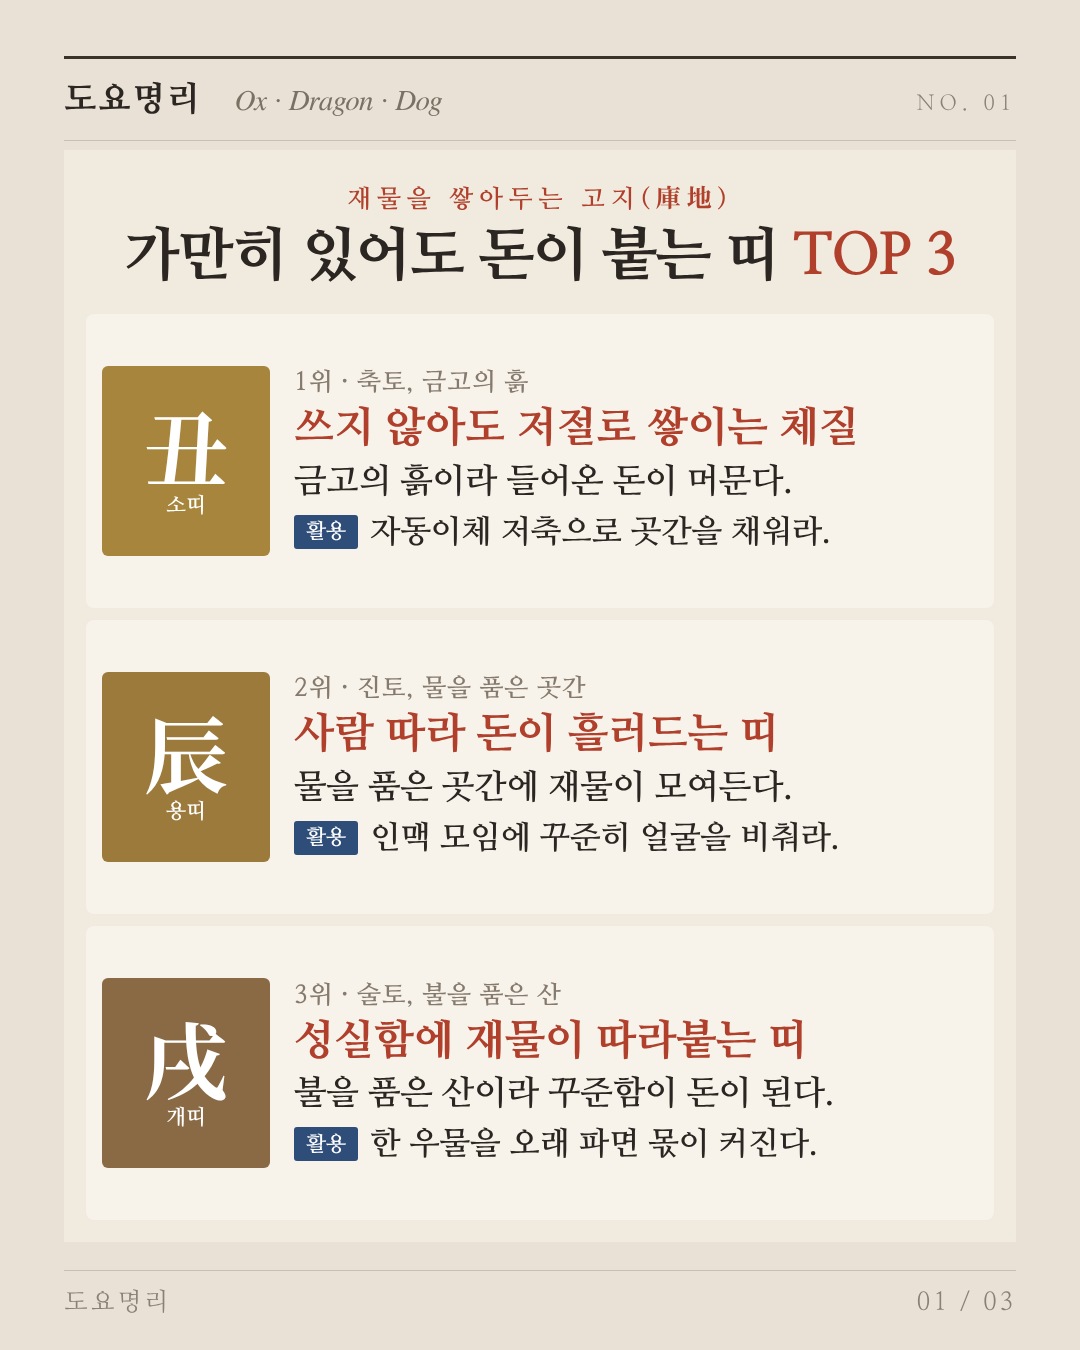 도요명리 Ox · Dragon · Dog NO. 01
재물을 쌓아두는 고지(庫地)
가만히 있어도 돈이 붙는 띠 TOP 3
丑
소띠
1위 · 축토, 금고의 흙
쓰지 않아도 저절로 쌓이는 체질
금고의 흙이라 들어온 돈이 머문다.
활용 자동이체 저축으로 곳간을 채워라.
辰
용띠
2위 · 진토, 물을 품은 곳간
사람 따라 돈이 흘러드는 띠
물을 품은 곳간에 재물이 모여든다.
활용 인맥 모임에 꾸준히 얼굴을 비춰라.
戌
개띠
3위 · 술토, 불을 품은 산
성실함에 재물이 따라붙는 띠
불을 품은 산이라 꾸준함이 돈이 된다.
활용 한 우물을 오래 파면 몫이 커진다.
도요명리 01 / 03